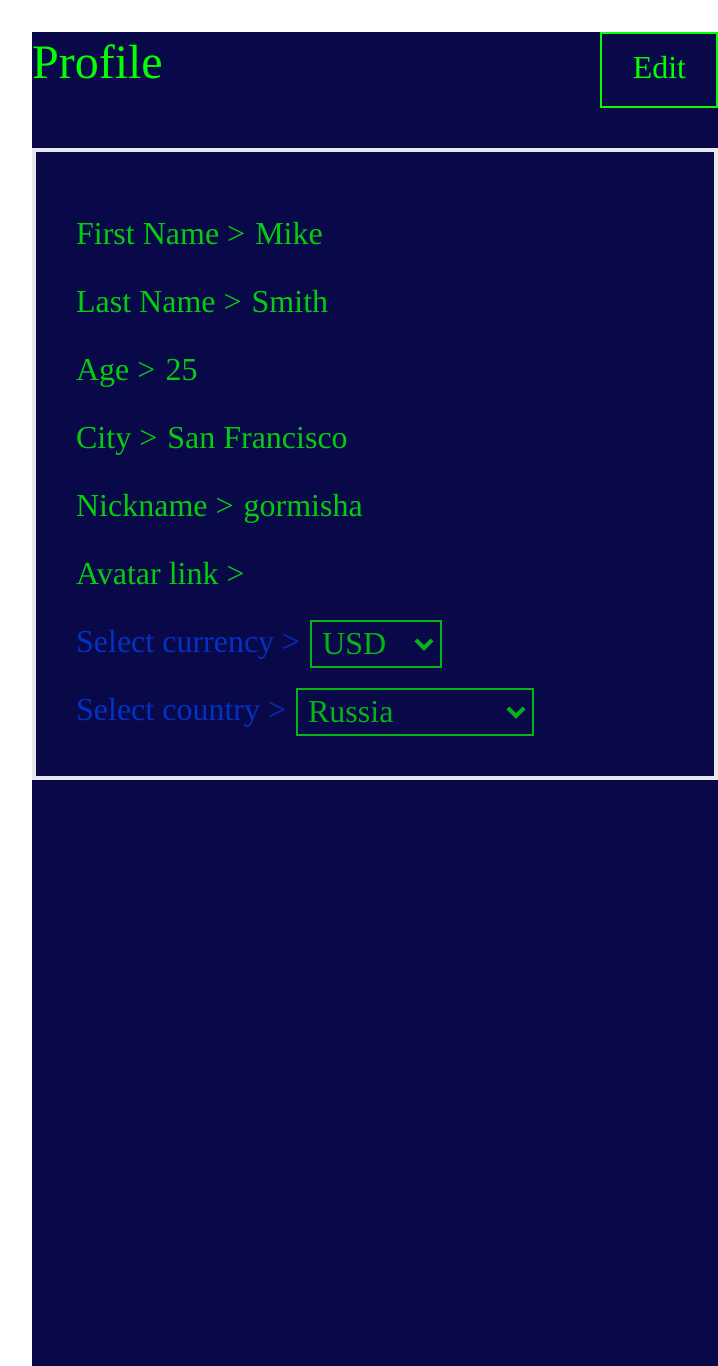 Profile
Edit
First Name > Mike
Last Name > Smith
Age > 25
City > San Francisco
Nickname > gormisha
Avatar link >
Select currency > USD
Select country > Russia